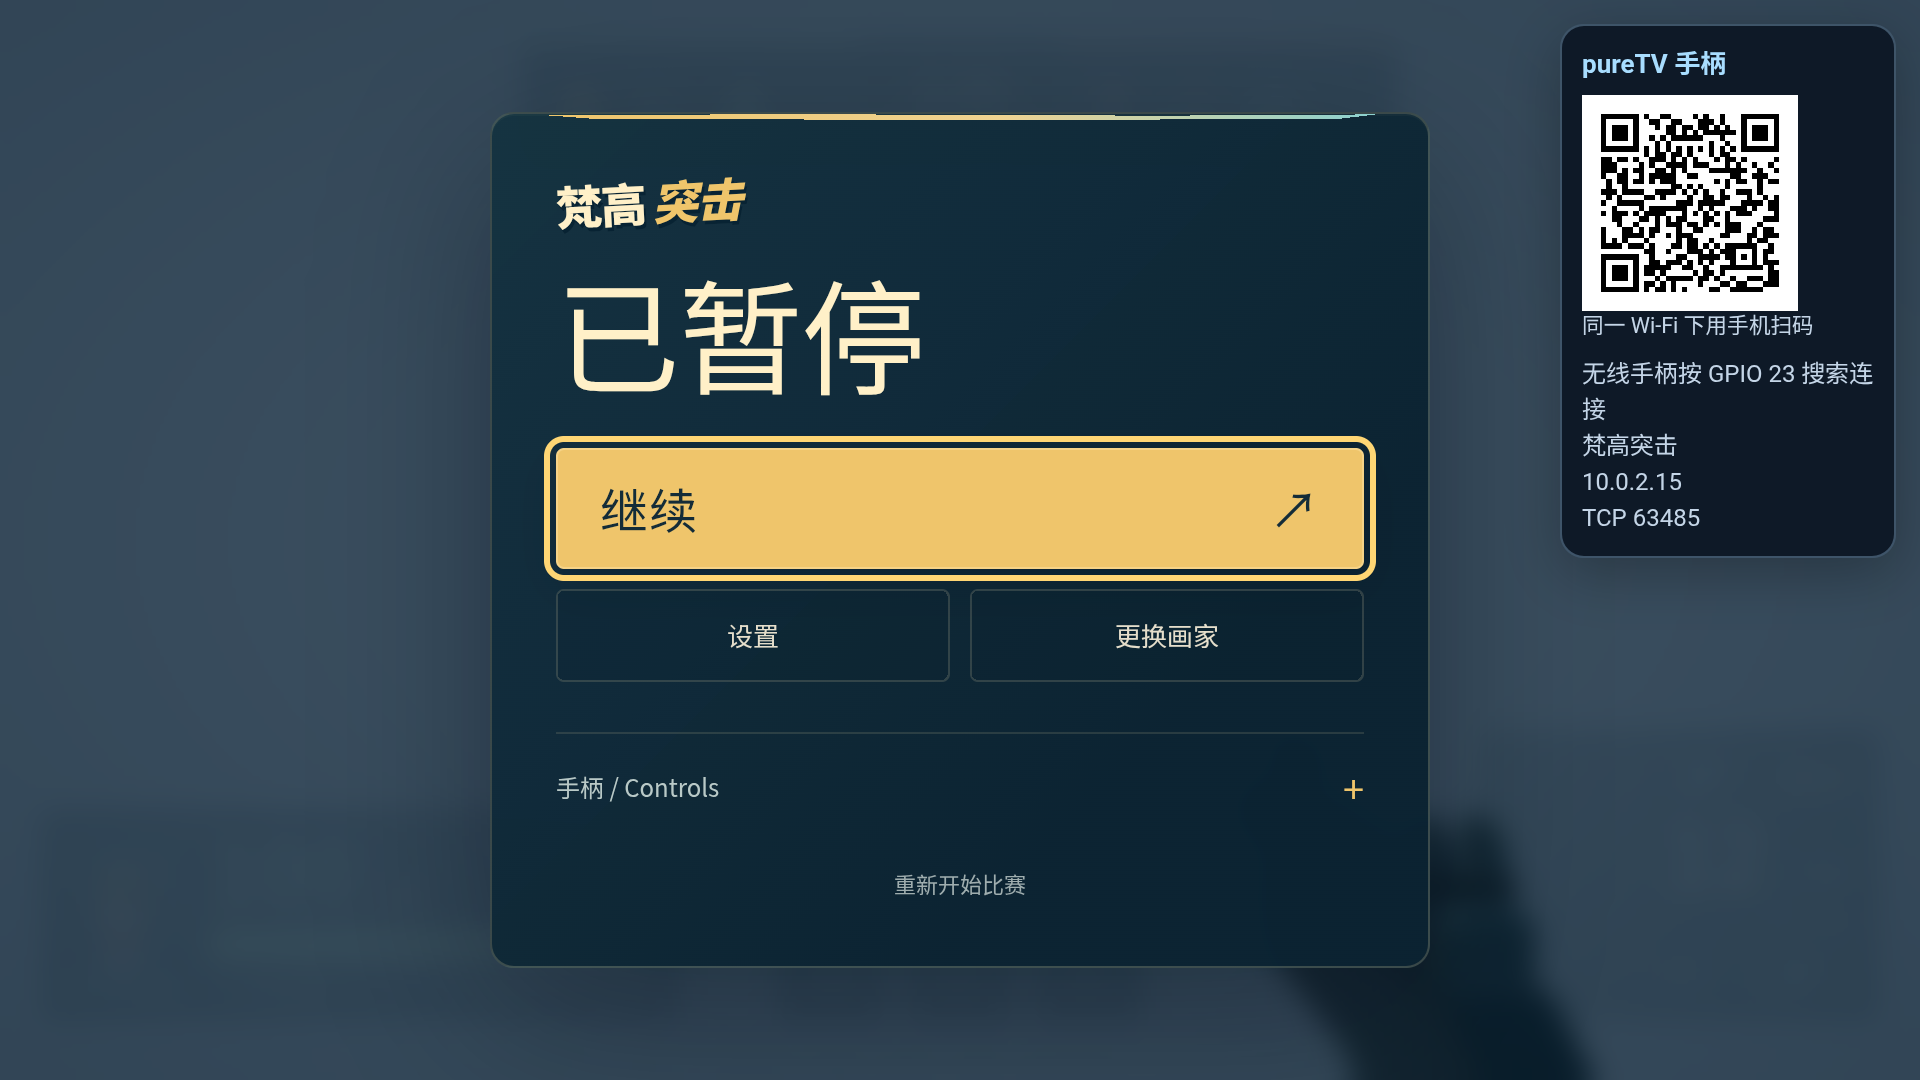 梵高 突击
已暂停
继续 ↗
设置
更换画家
手柄 / Controls +
重新开始比赛
pureTV 手柄
同一 Wi-Fi 下用手机扫码
无线手柄按 GPIO 23 搜索连
接
梵高突击
10.0.2.15
TCP 63485